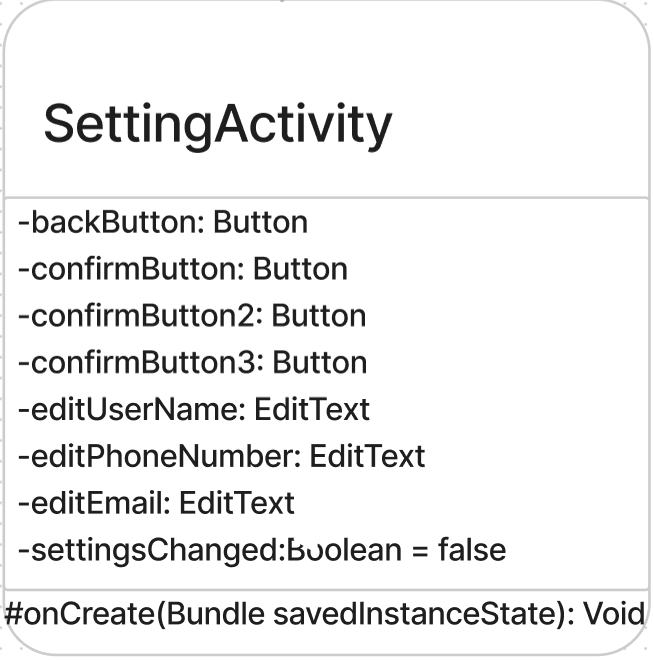 SettingActivity
-backButton: Button
-confirmButton: Button
-confirmButton2: Button
-confirmButton3: Button
-editUserName: EditText
-editPhoneNumber: EditText
-editEmail: EditText
-settingsChanged:Boolean = false
#onCreate(Bundle savedInstanceState): Void